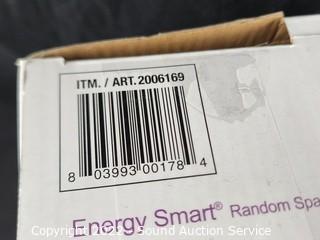 ITM. / ART. 2006169
8 03993 00178 4
Energy Smart® Random Spa
Copyright 2022 Sound Auction Service